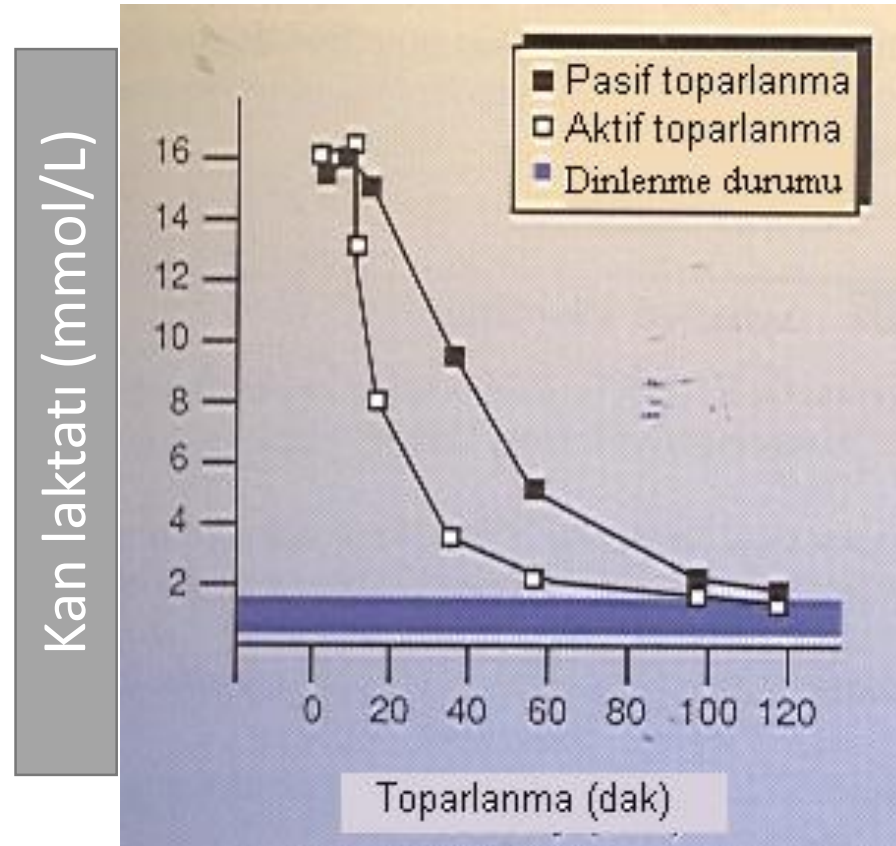 Kan laktatı (mmol/L)
Pasif toparlanma
Aktif toparlanma
Dinlenme durumu
16
14
12
10
8
6
4
2
0 20 40 60 80 100 120
Toparlanma (dak)